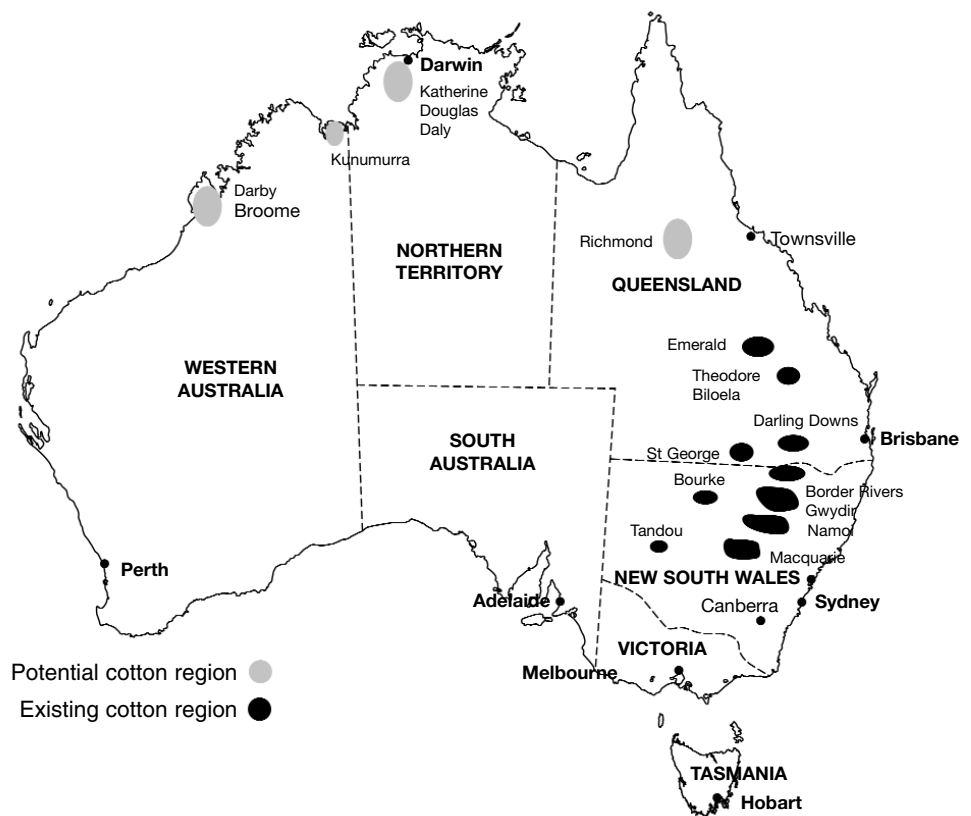 Darwin
Katherine
Douglas
Daly
Kunumurra
Darby
Broome
Richmond
Townsville
NORTHERN
TERRITORY
QUEENSLAND
Emerald
WESTERN
AUSTRALIA
Theodore
Biloela
Darling Downs
SOUTH
AUSTRALIA
Brisbane
St George
Bourke
Border Rivers
Gwydir
Namoi
Tandou
Macquarie
Perth
NEW SOUTH WALES
Adelaide
Canberra
Sydney
VICTORIA
Melbourne
Potential cotton region
Existing cotton region
TASMANIA
Hobart